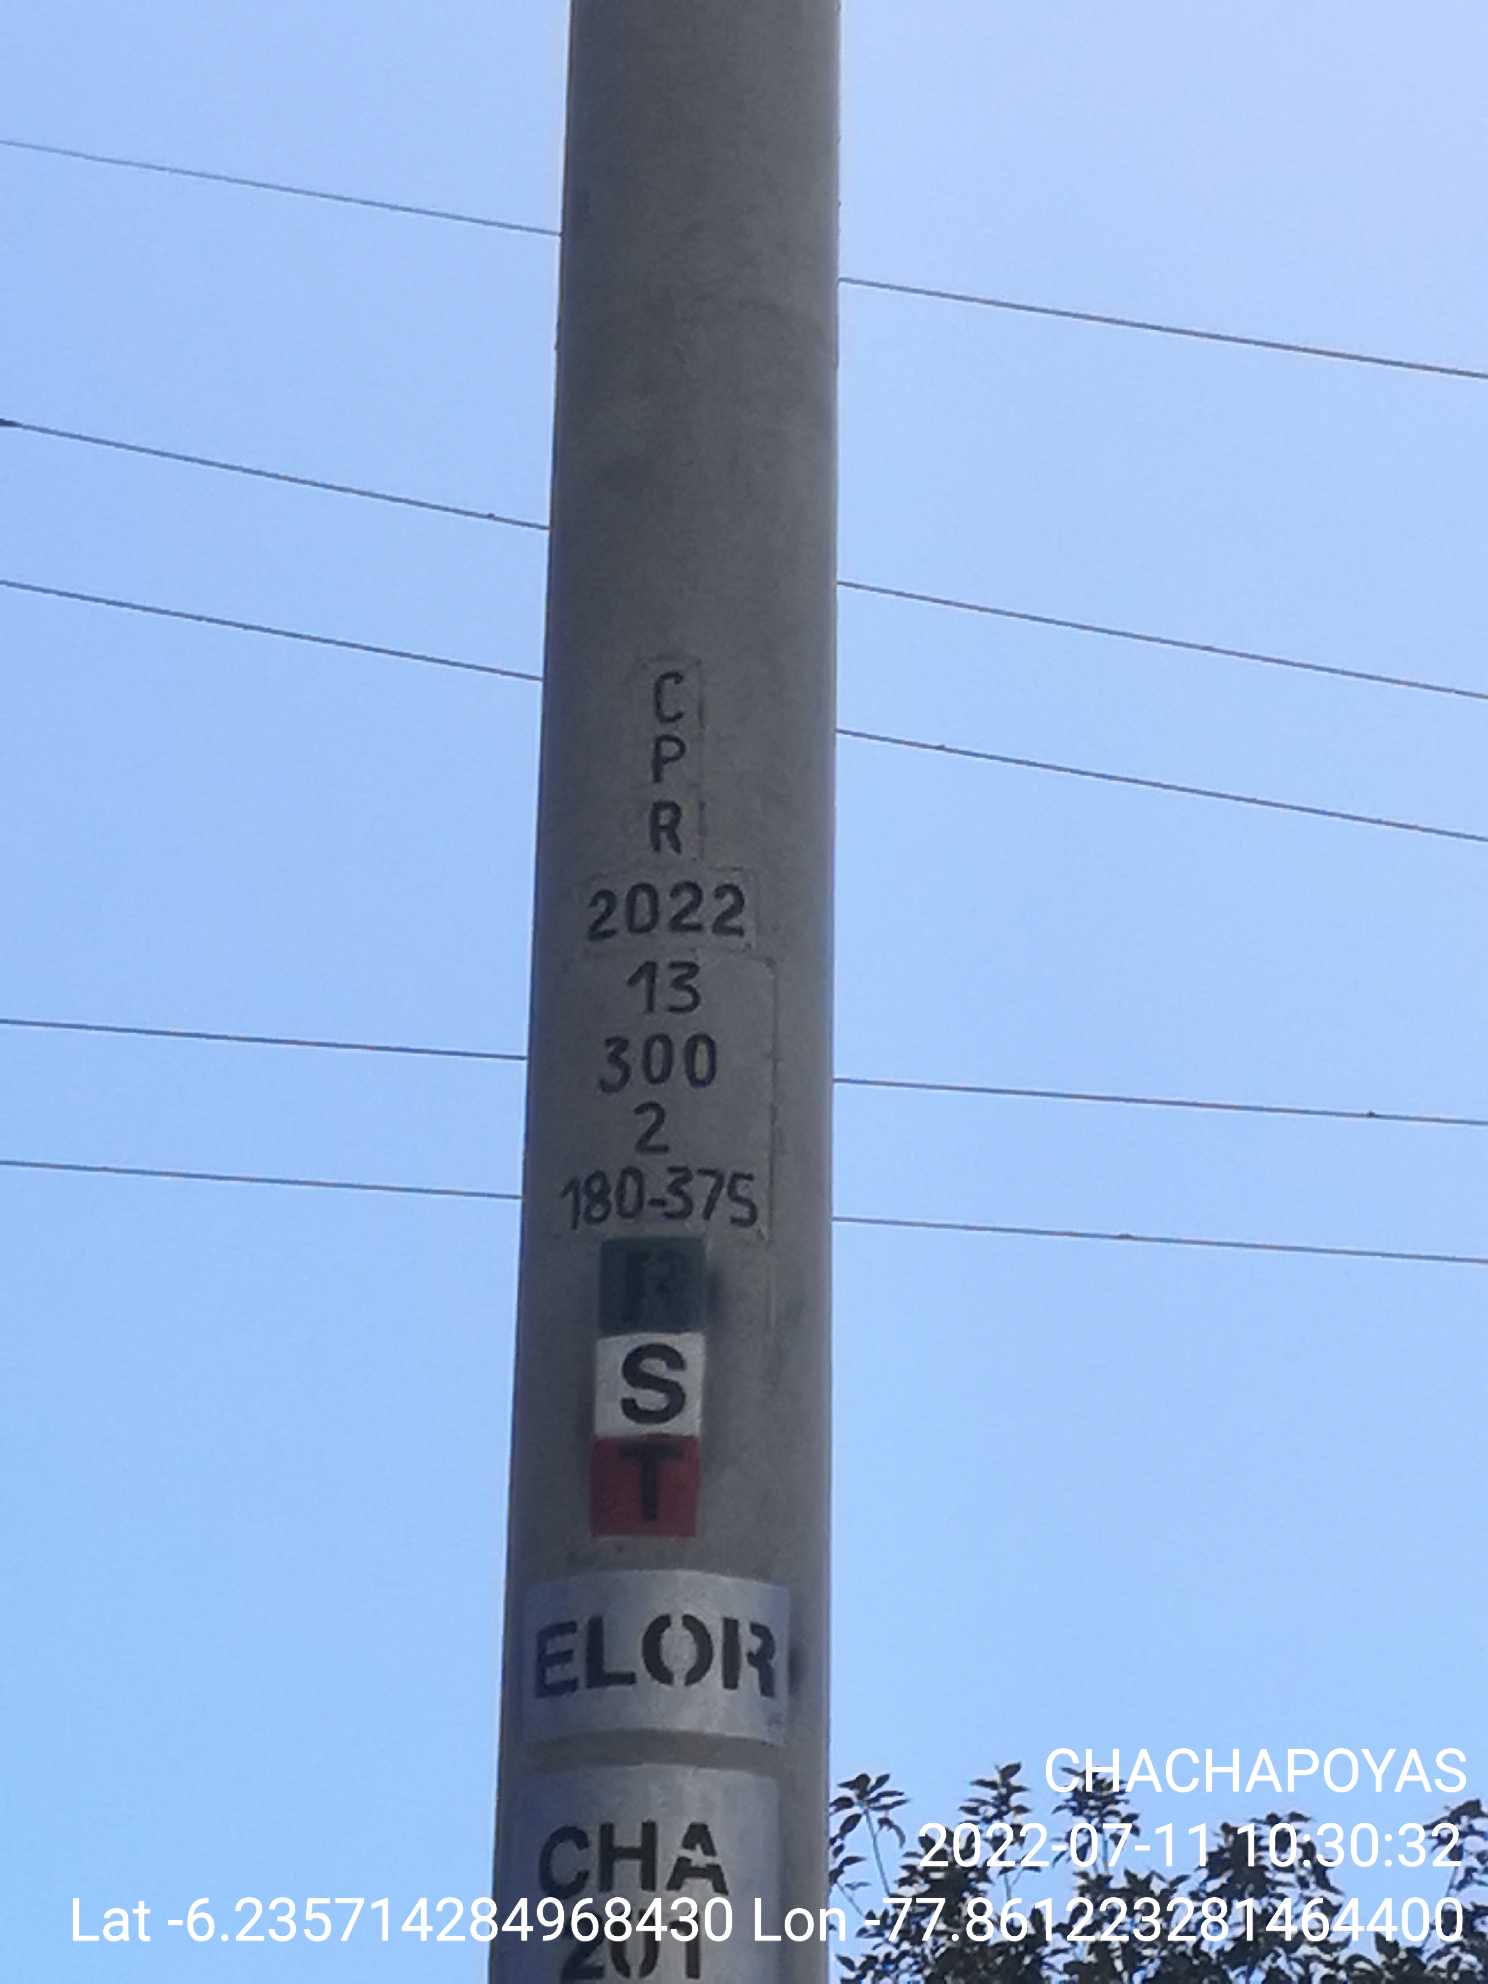 C
P
R
2022
13
300
2
180-375
R
S
T
ELOR
CHA
201
CHACHAPOYAS
2022-07-11 10:30:32
Lat -6.235714284968430 Lon -77.861223281464400